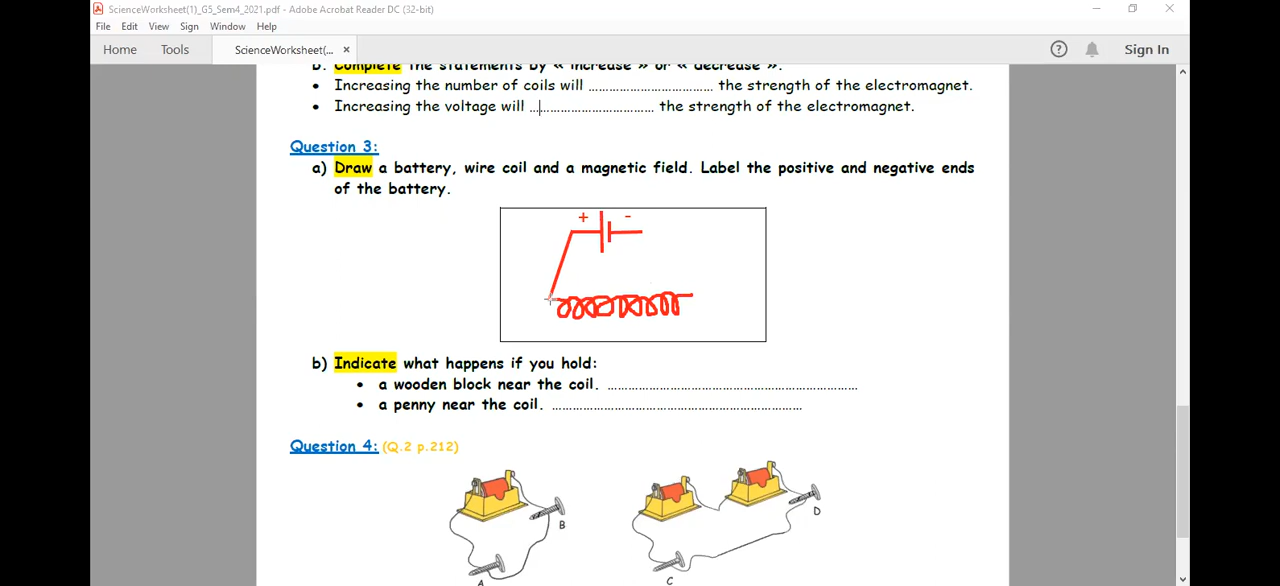 ScienceWorksheet(1)_G5_Sem4_2021.pdf - Adobe Acrobat Reader DC (32-bit)
File Edit View Sign Window Help
Home Tools ScienceWorksheet(... × ? Sign In
b. Complete the statements by « increase » or « decrease ».
• Increasing the number of coils will ................................ the strength of the electromagnet.
• Increasing the voltage will ................................ the strength of the electromagnet.
Question 3:
a) Draw a battery, wire coil and a magnetic field. Label the positive and negative ends
of the battery.
+ -
b) Indicate what happens if you hold:
• a wooden block near the coil. ................................................................
• a penny near the coil. ................................................................
Question 4: (Q.2 p.212)
B
D
A
C